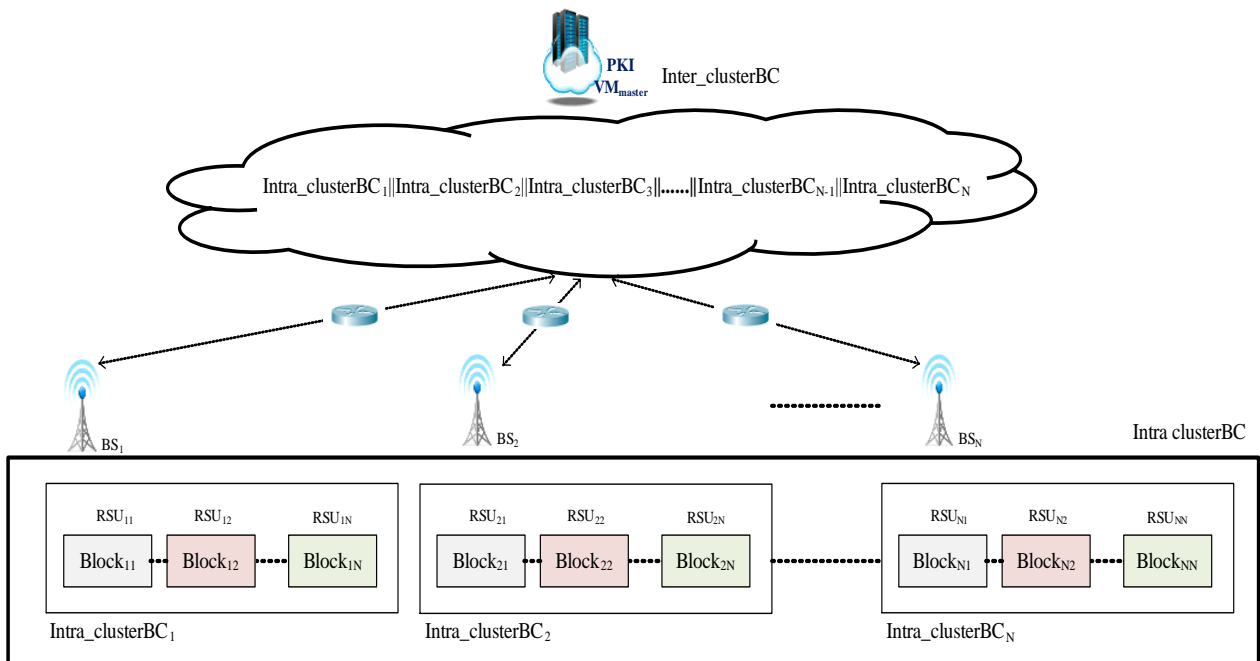 PKI
VMmaster
Inter_clusterBC
Intra_clusterBC1||Intra_clusterBC2||Intra_clusterBC3||......||Intra_clusterBCN-1||Intra_clusterBCN
BS1
BS2
BSN
Intra clusterBC
RSU11 RSU12 RSU1N
Block11 Block12 Block1N
Intra_clusterBC1
RSU21 RSU22 RSU2N
Block21 Block22 Block2N
Intra_clusterBC2
RSUN1 RSUN2 RSUNN
BlockN1 BlockN2 BlockNN
Intra_clusterBCN